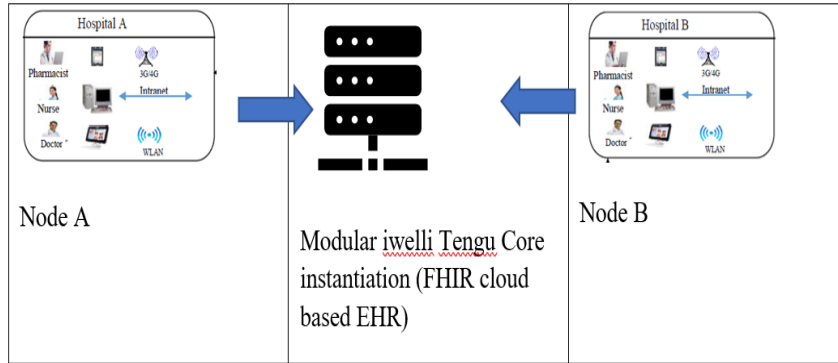 Hospital A
Pharmacist
3G/4G
Nurse
Intranet
Doctor
WLAN
Node A
Modular iwelli Tengu Core
instantiation (FHIR cloud
based EHR)
Hospital B
Pharmacist
3G/4G
Nurse
Intranet
Doctor
WLAN
Node B